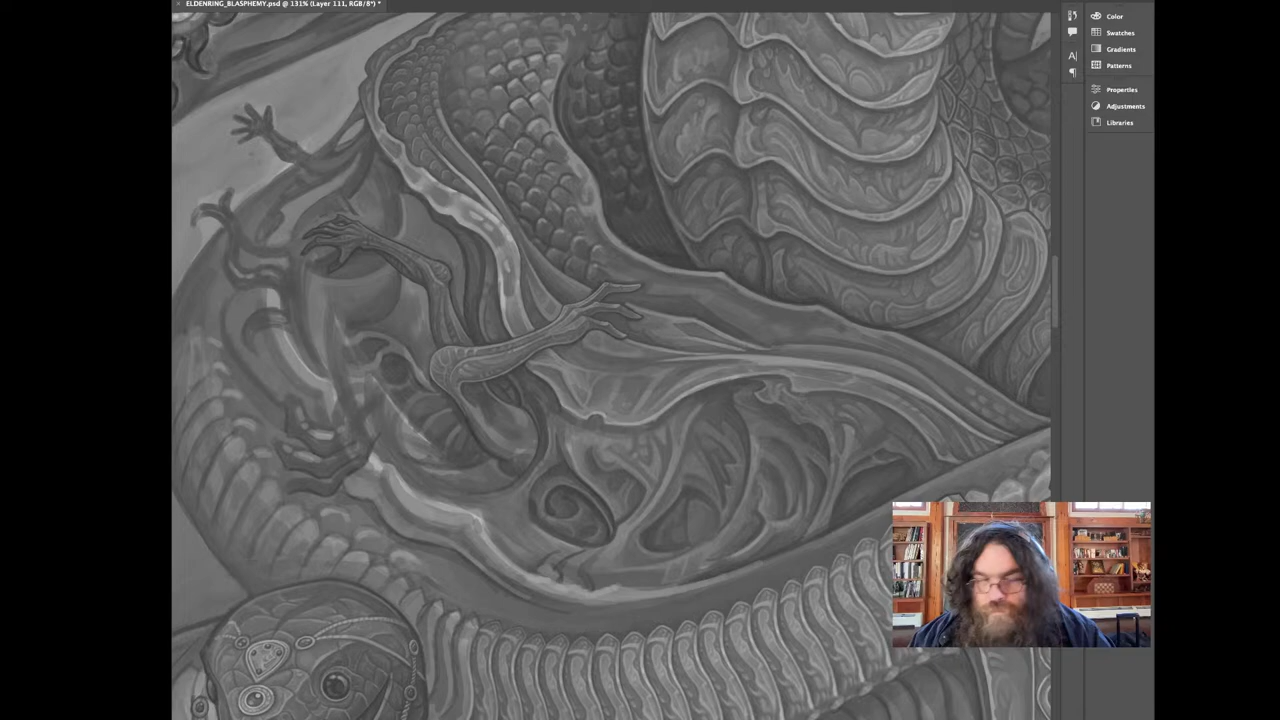 × ELDENRING_BLASPHEMY.psd @ 131% (Layer 111, RGB/8*) *
Color
Swatches
Gradients
A|
Patterns
¶
Properties
Adjustments
Libraries